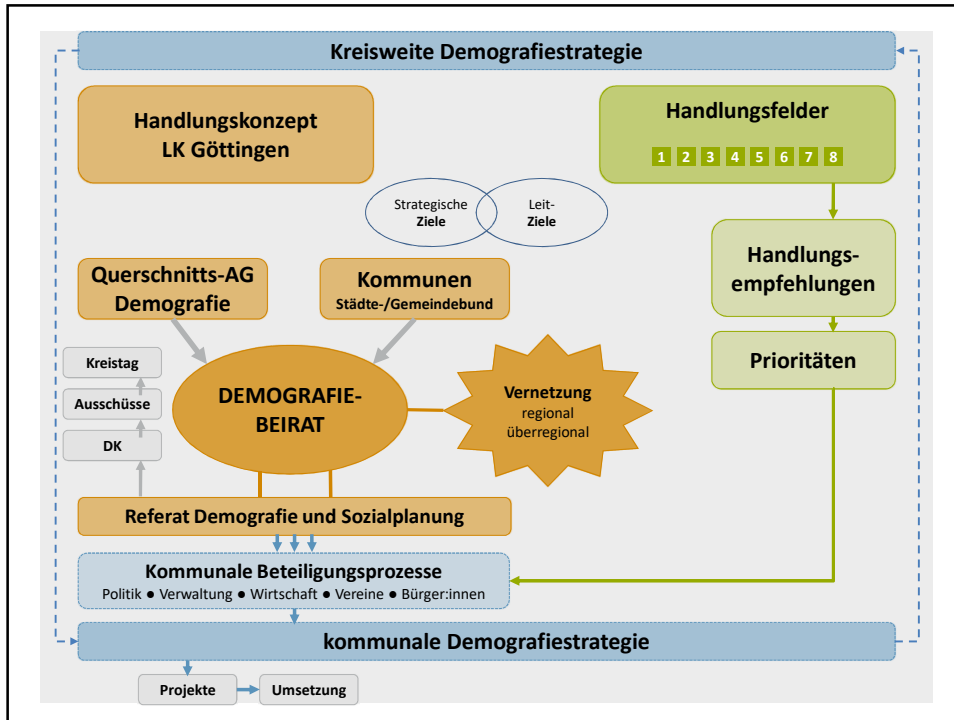 Kreisweite Demografiestrategie
Handlungskonzept
LK Göttingen
Handlungsfelder
1 2 3 4 5 6 7 8
Strategische
Ziele
Leit-
Ziele
Handlungs-
empfehlungen
Querschnitts-AG
Demografie
Kommunen
Städte-/Gemeindebund
Prioritäten
Kreistag
Ausschüsse
DK
DEMOGRAFIE-
BEIRAT
Vernetzung
regional
überregional
Referat Demografie und Sozialplanung
Kommunale Beteiligungsprozesse
Politik ● Verwaltung ● Wirtschaft ● Vereine ● Bürger:innen
kommunale Demografiestrategie
Projekte
Umsetzung